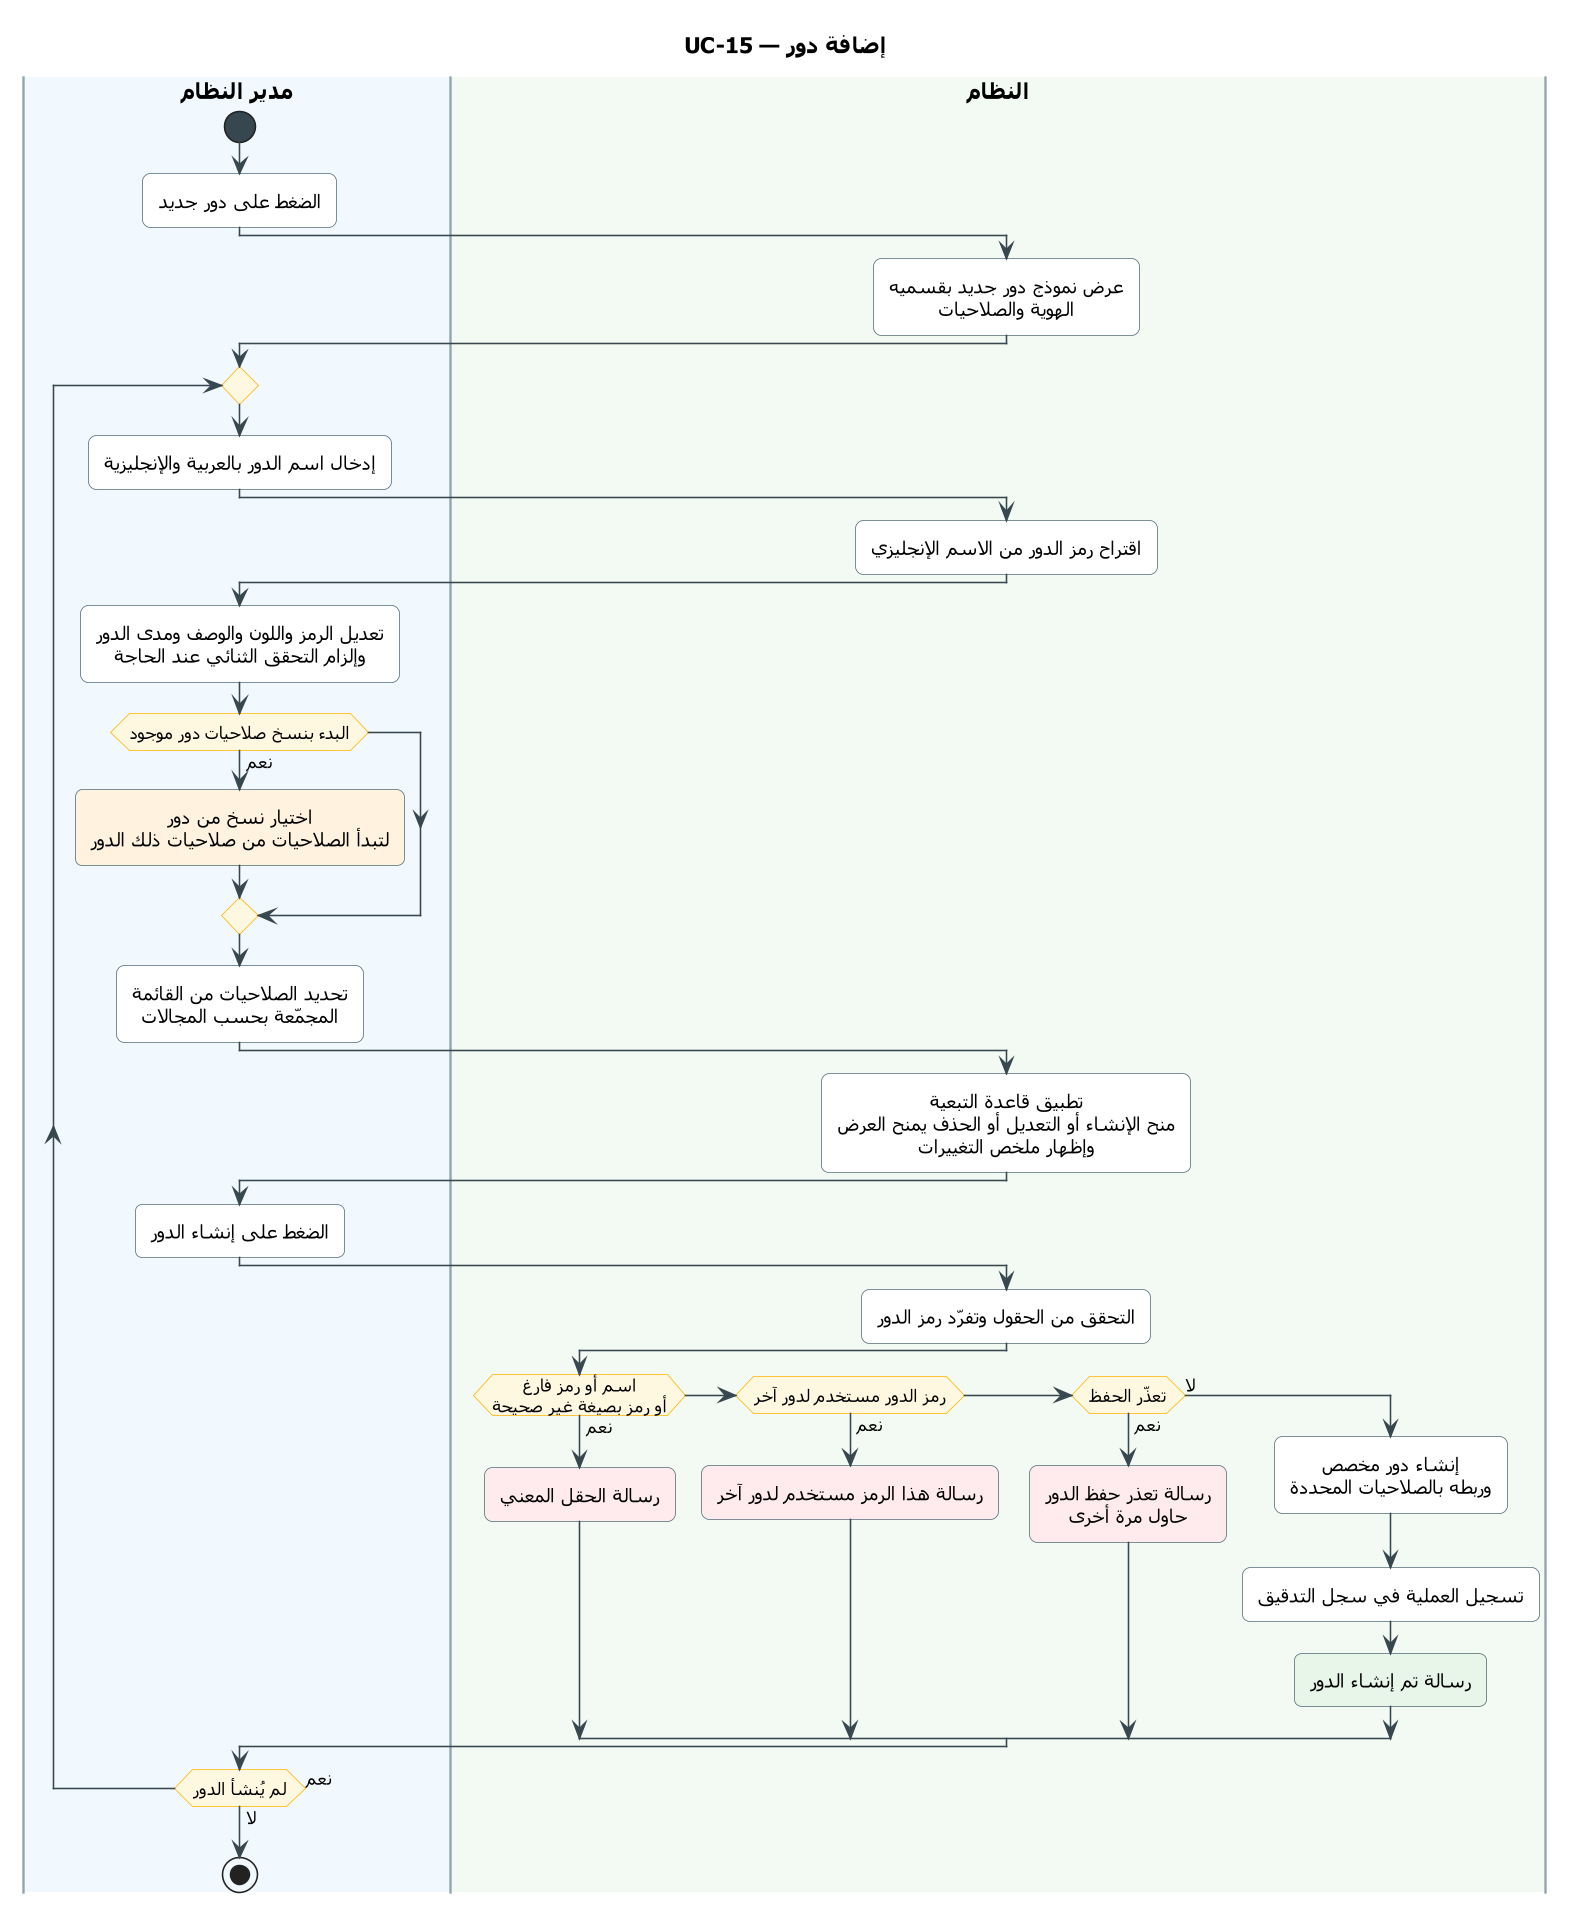 UC-15 — إضافة دور
مدير النظام
النظام
الضغط على دور جديد
عرض نموذج دور جديد بقسميه
الهوية والصلاحيات
إدخال اسم الدور بالعربية والإنجليزية
اقتراح رمز الدور من الاسم الإنجليزي
تعديل الرمز واللون والوصف ومدى الدور
وإلزام التحقق الثنائي عند الحاجة
البدء بنسخ صلاحيات دور موجود
نعم
اختيار نسخ من دور
لتبدأ الصلاحيات من صلاحيات ذلك الدور
تحديد الصلاحيات من القائمة
المجمّعة بحسب المجالات
تطبيق قاعدة التبعية
منح الإنشاء أو التعديل أو الحذف يمنح العرض
وإظهار ملخص التغييرات
الضغط على إنشاء الدور
التحقق من الحقول وتفرّد رمز الدور
اسم أو رمز فارغ
أو رمز بصيغة غير صحيحة
نعم
رسالة الحقل المعني
رمز الدور مستخدم لدور آخر
نعم
رسالة هذا الرمز مستخدم لدور آخر
تعذّر الحفظ
لا
نعم
رسالة تعذر حفظ الدور
حاول مرة أخرى
إنشاء دور مخصص
وربطه بالصلاحيات المحددة
تسجيل العملية في سجل التدقيق
رسالة تم إنشاء الدور
لم يُنشأ الدور
نعم
لا